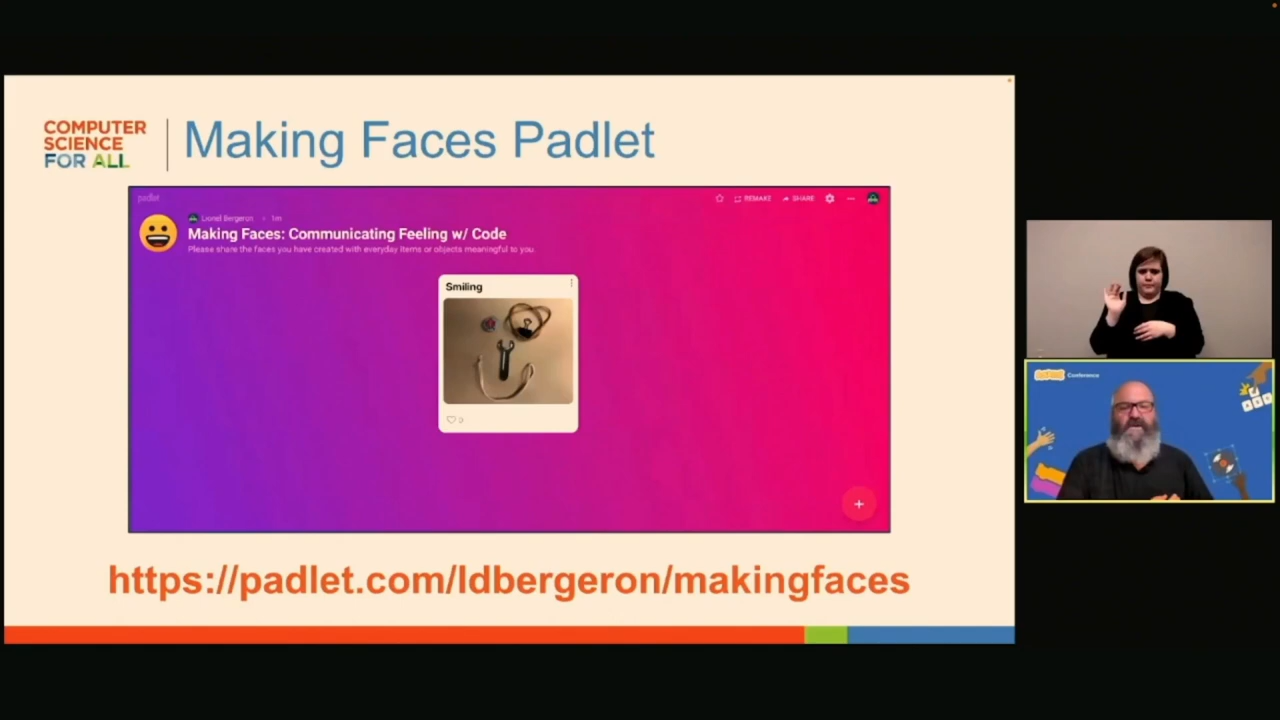 COMPUTER
SCIENCE
FOR ALL
Making Faces Padlet
padlet
REMAKE
SHARE
Lionel Bergeron
1m
Making Faces: Communicating Feeling w/ Code
Please share the faces you have created with everyday items or objects meaningful to you.
Smiling
0
https://padlet.com/ldbergeron/makingfaces
Conference